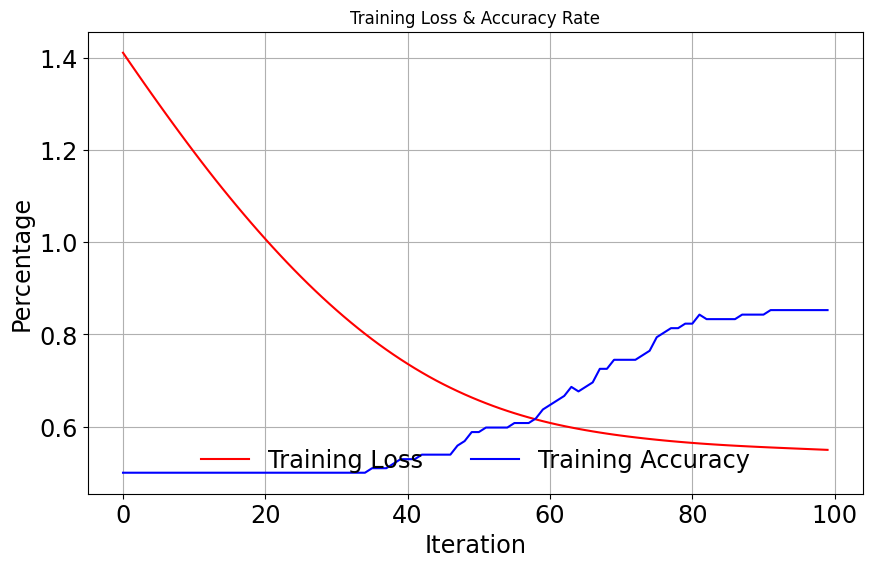 Training Loss & Accuracy Rate
1.4
1.2
1.0
0.8
0.6
Percentage
Training Loss
Training Accuracy
0
20
40
60
80
100
Iteration